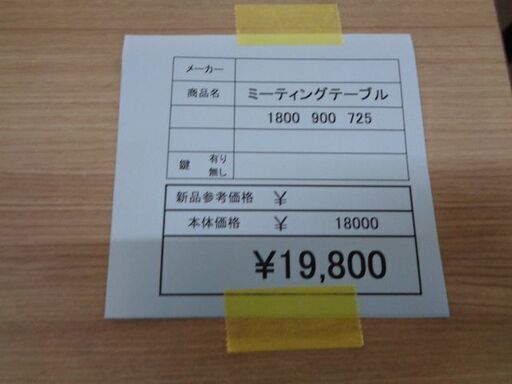 メーカー
商品名 ミーティングテーブル
1800 900 725
鍵 有り
無し
新品参考価格 ¥
本体価格 ¥ 18000
¥19,800